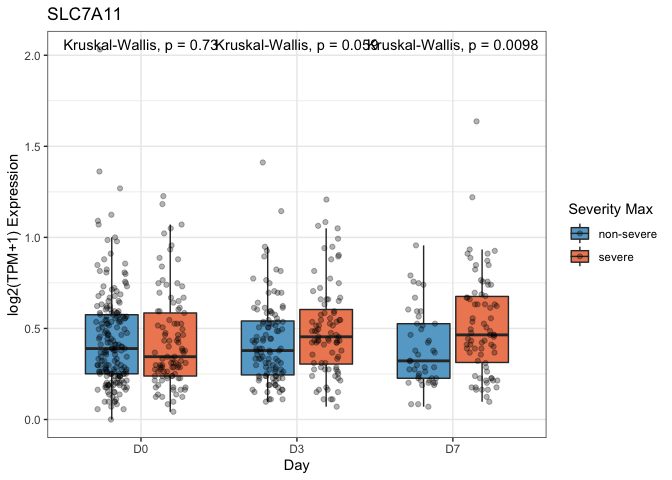 SLC7A11
Kruskal-Wallis, p = 0.73
Kruskal-Wallis, p = 0.059
Kruskal-Wallis, p = 0.0098
2.0
1.5
1.0
0.5
0.0
log2(TPM+1) Expression
D0
D3
D7
Day
Severity Max
non-severe
severe